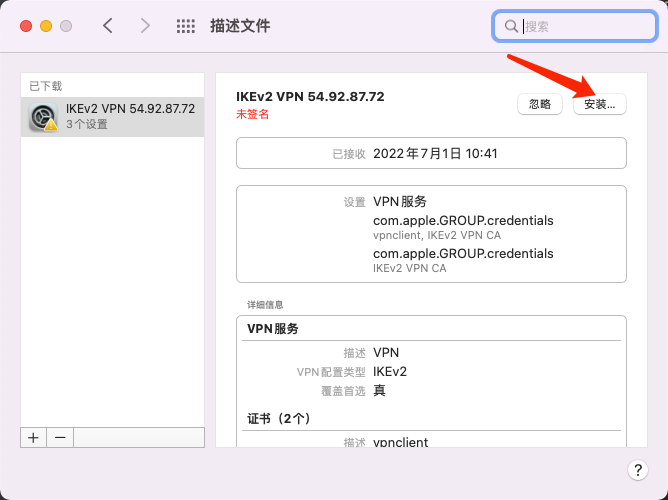 描述文件
搜索
已下载
IKEv2 VPN 54.92.87.72
3个设置
IKEv2 VPN 54.92.87.72
未签名
忽略
安装...
已接收 2022年7月1日 10:41
设置 VPN服务
com.apple.GROUP.credentials
vpnclient, IKEv2 VPN CA
com.apple.GROUP.credentials
IKEv2 VPN CA
详细信息
VPN服务
描述 VPN
VPN配置类型 IKEv2
覆盖首选 真
证书（2个）
描述 vpnclient
+ −
?